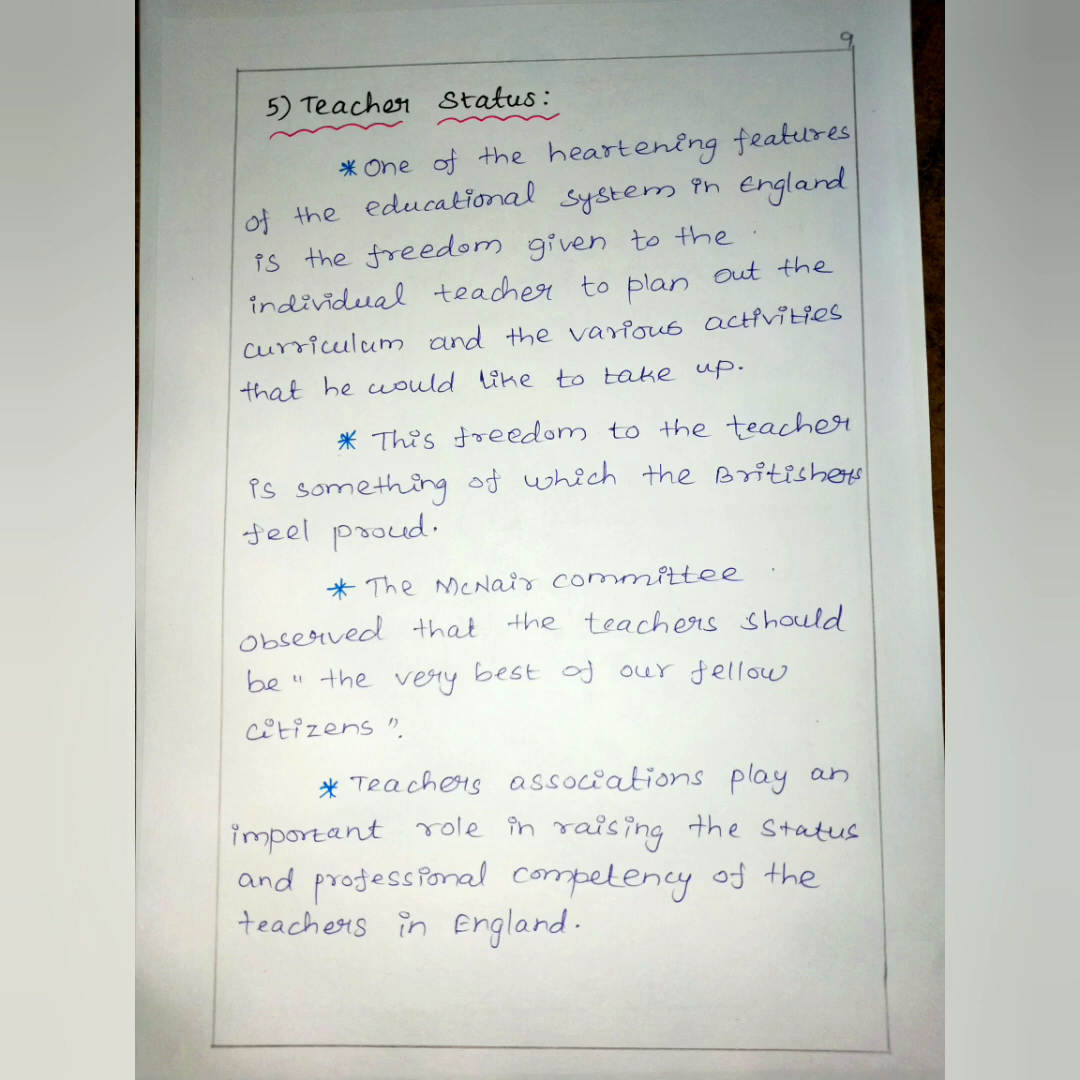 9
5) Teacher Status:
* One of the heartening features
of the educational system in England
is the freedom given to the
individual teacher to plan out the
curriculum and the various activities
that he would like to take up.
* This freedom to the teacher
is something of which the Britishers
feel proud.
* The McNair committee
observed that the teachers should
be " the very best of our fellow
citizens ".
* Teachers associations play an
important role in raising the status
and professional competency of the
teachers in England.